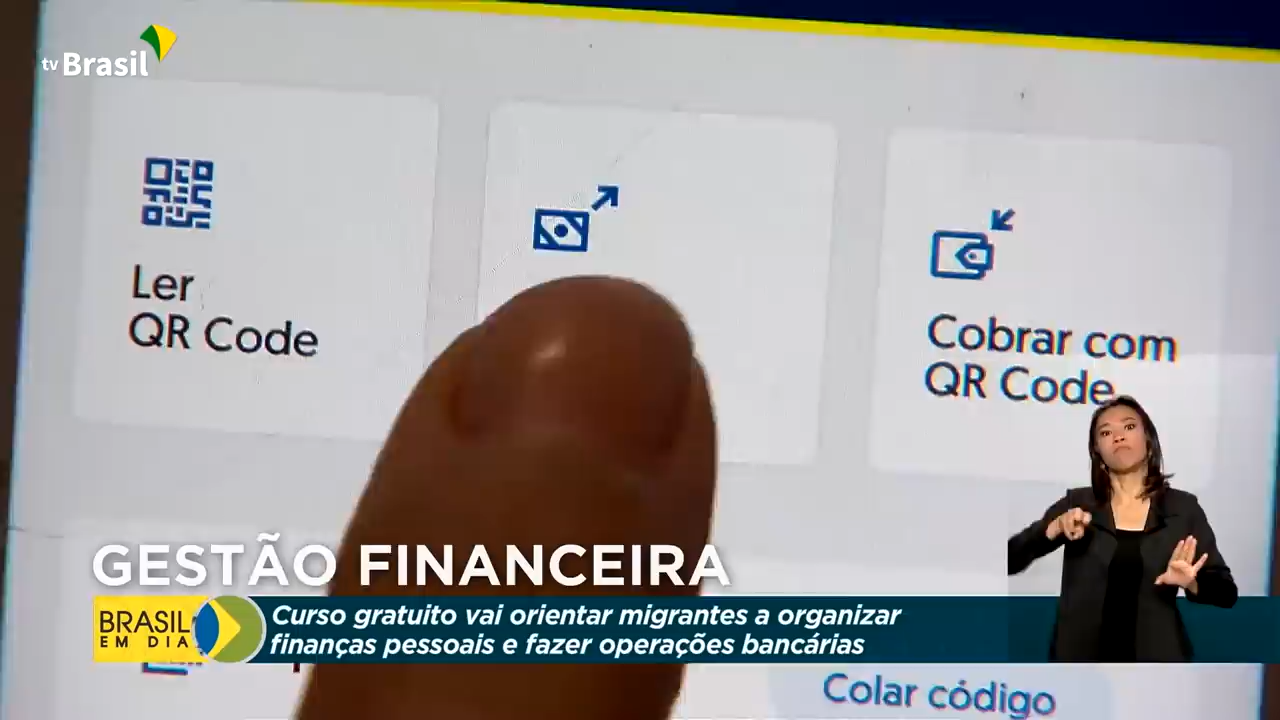 tv Brasil
Ler
QR Code
Cobrar com
QR Code
GESTÃO FINANCEIRA
BRASIL
EM DIA
Curso gratuito vai orientar migrantes a organizar
finanças pessoais e fazer operações bancárias
Colar código